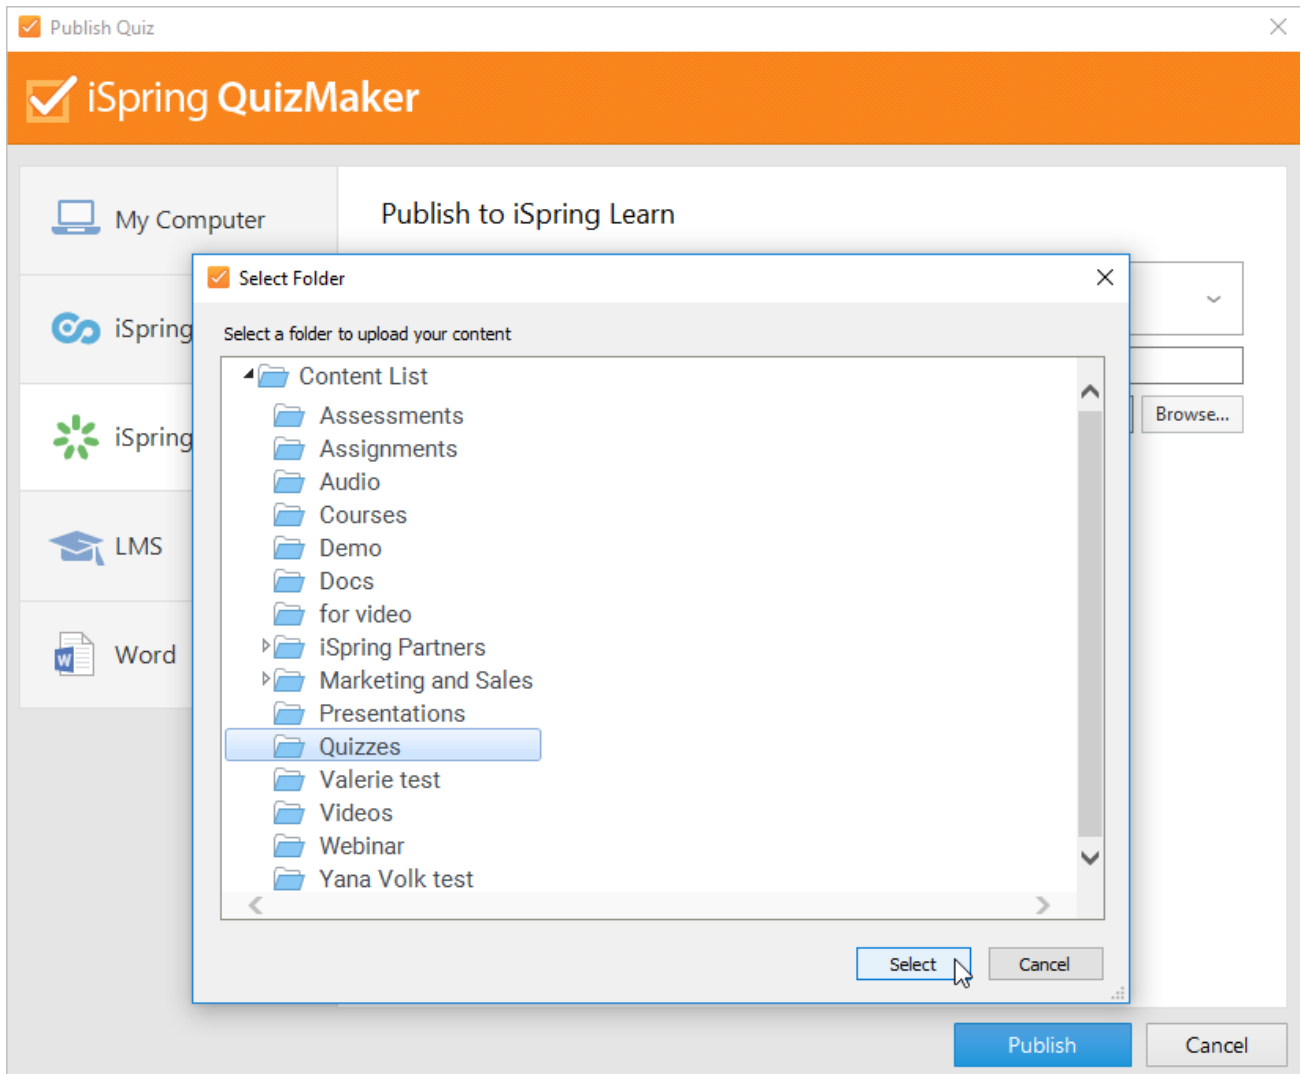 Publish Quiz
iSpring QuizMaker
My Computer
Publish to iSpring Learn
iSpring
iSpring
LMS
Word
Select Folder
Select a folder to upload your content
Content List
Assessments
Assignments
Audio
Courses
Demo
Docs
for video
iSpring Partners
Marketing and Sales
Presentations
Quizzes
Valerie test
Videos
Webinar
Yana Volk test
Browse...
Select
Cancel
Publish
Cancel